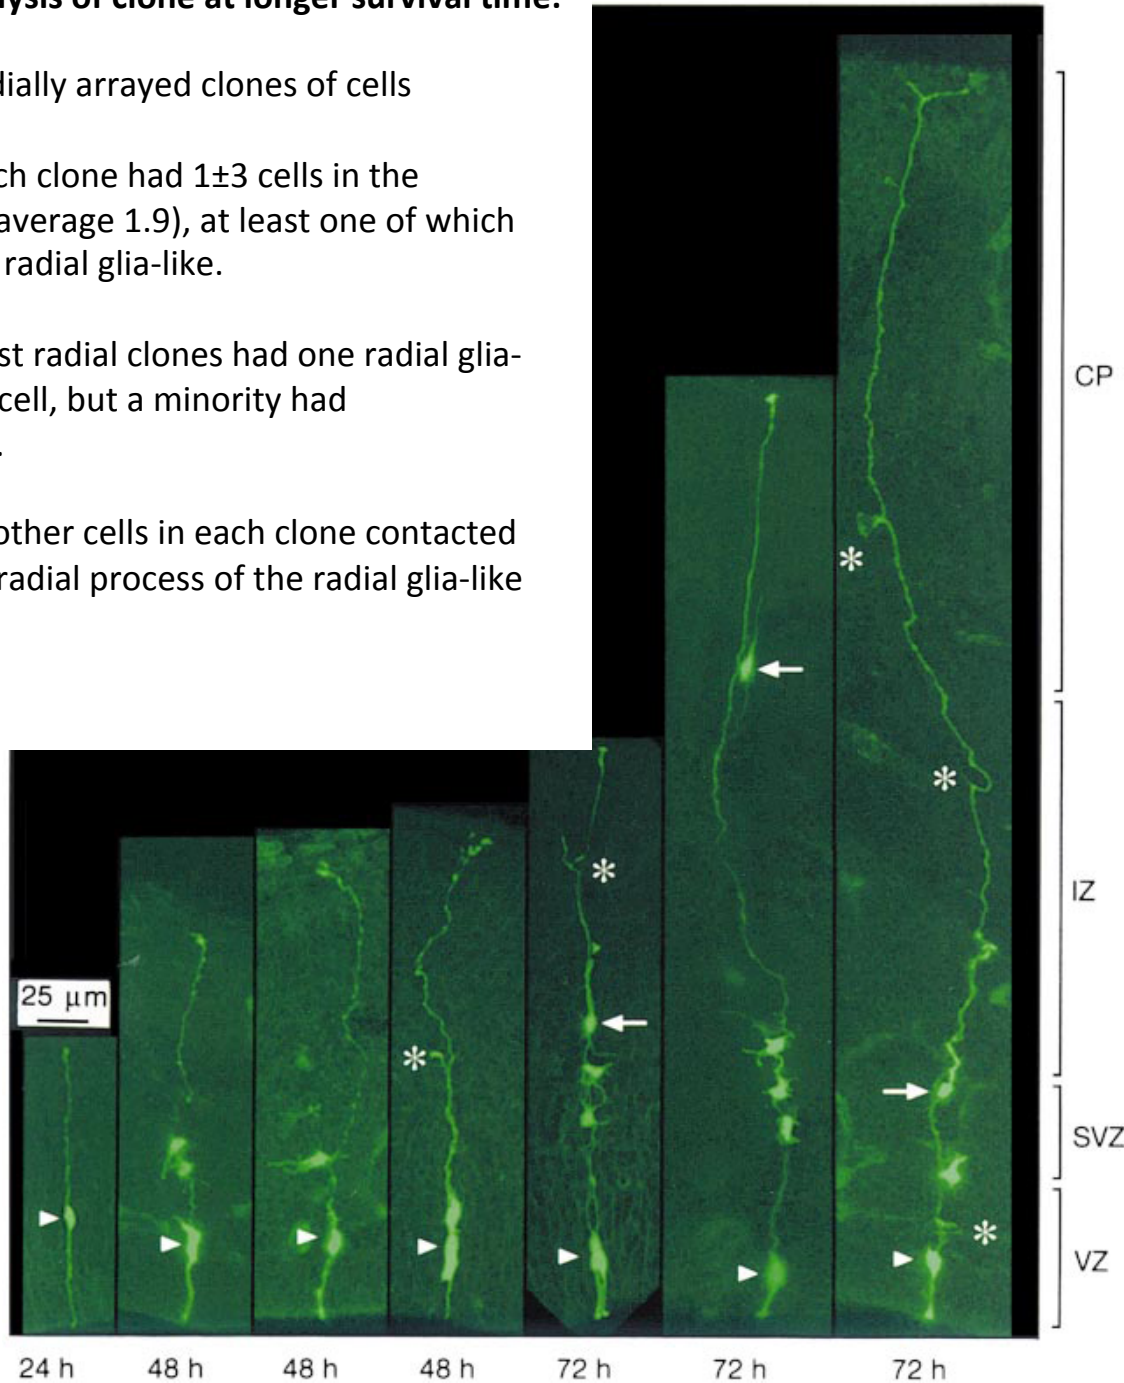 ysis of clone at longer survival time:
dially arrayed clones of cells
ch clone had 1±3 cells in the
average 1.9), at least one of which
radial glia-like.
st radial clones had one radial glia-
cell, but a minority had
.
other cells in each clone contacted
radial process of the radial glia-like
CP
*
*
IZ
*
25 µm
*
SVZ
*
VZ
24 h 48 h 48 h 48 h 72 h 72 h 72 h